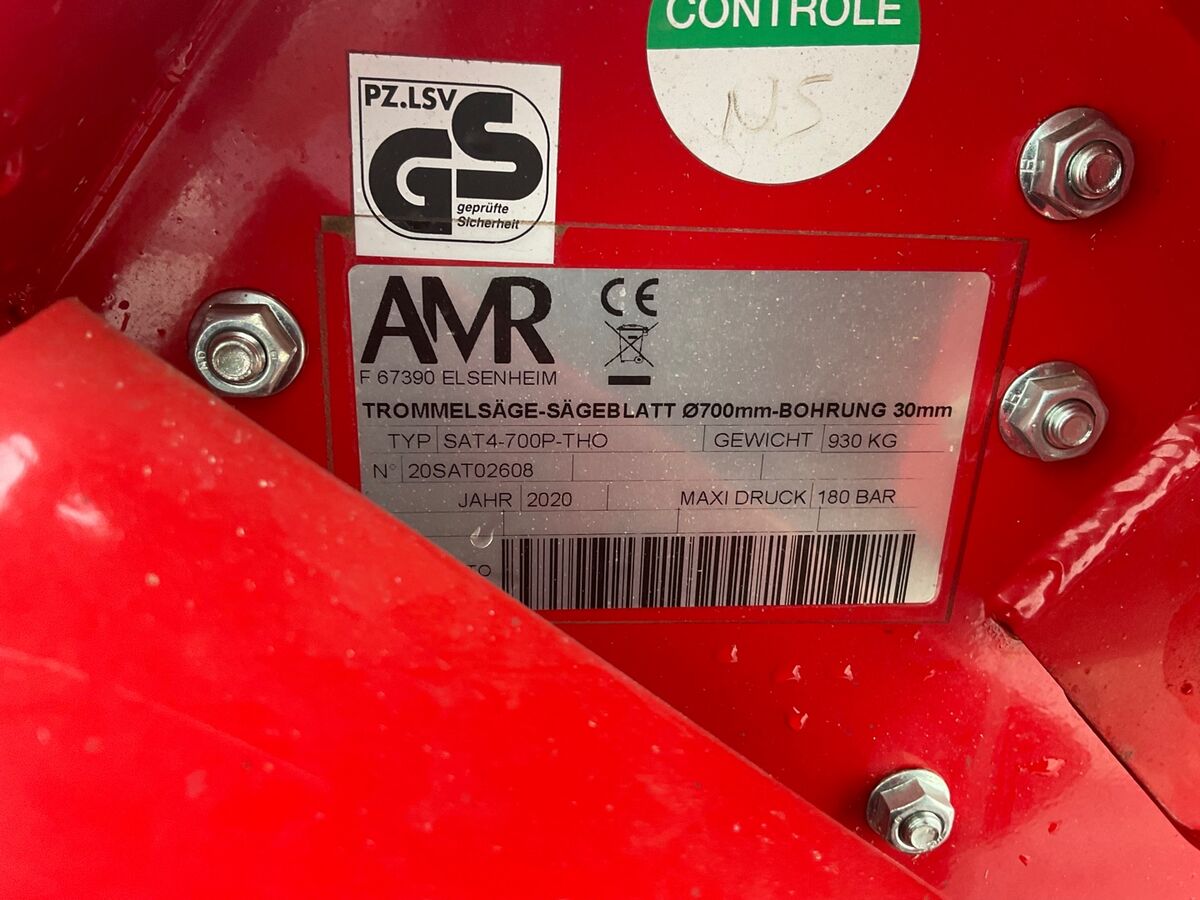 CONTROLE
PZ.LSV
GS
geprüfte
Sicherheit
AMR
CE
F 67390 ELSENHEIM
TROMMELSÄGE-SÄGEBLATT Ø700mm-BOHRUNG 30mm
TYP SAT4-700P-THO GEWICHT 930 KG
N° 20SAT02608
JAHR 2020 MAXI DRUCK 180 BAR